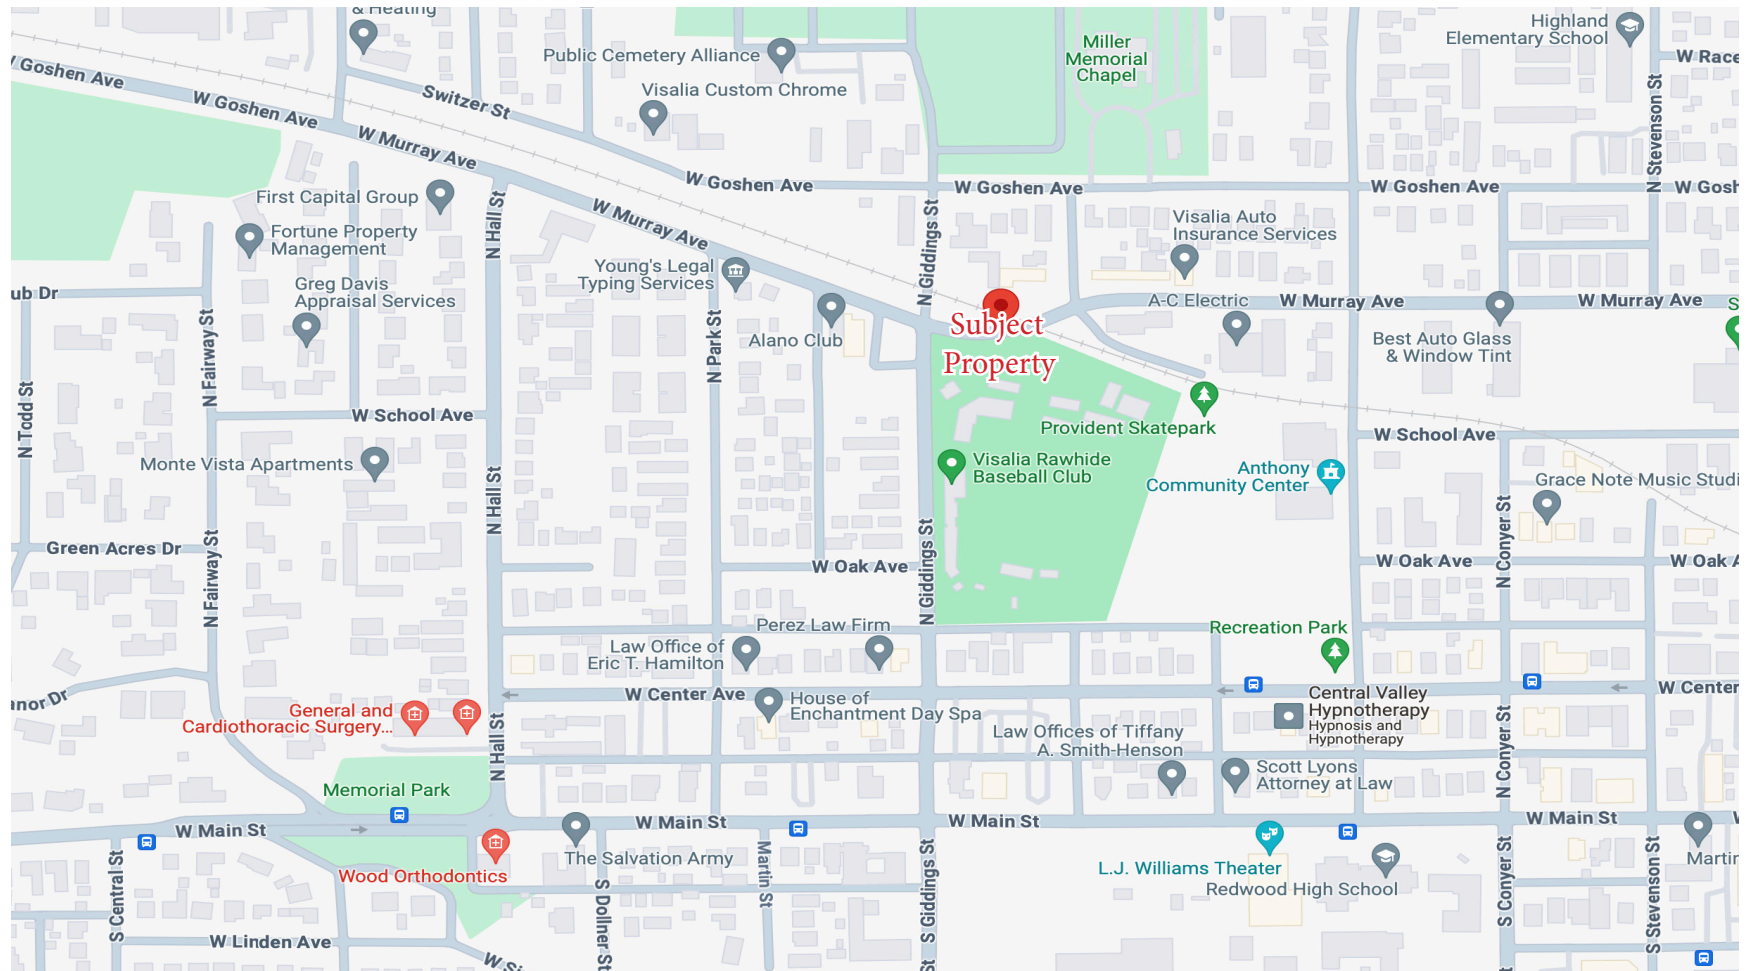 & Heating
Public Cemetery Alliance
Visalia Custom Chrome
Miller
Memorial
Chapel
Highland
Elementary School
W Race
W Goshen Ave
W Goshen Ave
Switzer St
W Murray Ave
N Stevenson St
W Goshen Ave
W Goshen Ave
W Goshen Ave
W Gosh
First Capital Group
N Hall St
W Murray Ave
N Giddings St
Visalia Auto
Insurance Services
Fortune Property
Management
Young's Legal
Typing Services
Greg Davis
Appraisal Services
ub Dr
A-C Electric
W Murray Ave
W Murray Ave
S
Subject
Property
Alano Club
Best Auto Glass
& Window Tint
N Fairway St
N Park St
N Todd St
W School Ave
Provident Skatepark
W School Ave
Monte Vista Apartments
Visalia Rawhide
Baseball Club
Anthony
Community Center
Grace Note Music Studi
N Hall St
N Conyer St
Green Acres Dr
N Fairway St
W Oak Ave
N Giddings St
W Oak Ave
W Oak A
Perez Law Firm
Law Office of
Eric T. Hamilton
Recreation Park
anor Dr
W Center Ave
House of
Enchantment Day Spa
Central Valley
Hypnotherapy
Hypnosis and
Hypnotherapy
W Center
General and
Cardiothoracic Surgery...
N Hall St
Law Offices of Tiffany
A. Smith-Henson
N Conyer St
Scott Lyons
Attorney at Law
Memorial Park
W Main St
W Main St
W Main St
W Main St
W
The Salvation Army
Wood Orthodontics
Martin St
L.J. Williams Theater
Redwood High School
Martin
S Central St
S Dollner St
S Giddings St
St
S Conyer St
S Stevenson St
W Linden Ave
W Si